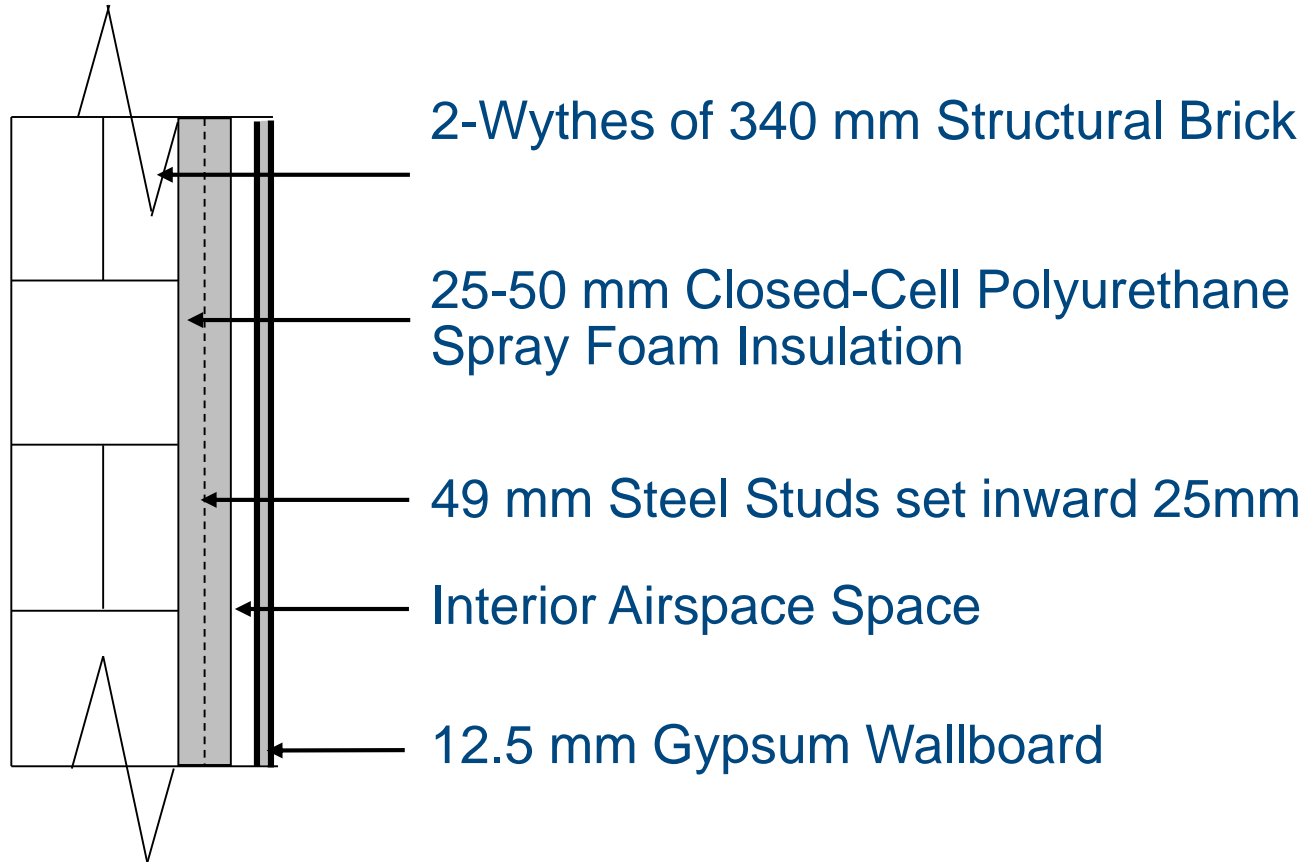 2-Wythes of 340 mm Structural Brick
25-50 mm Closed-Cell Polyurethane
Spray Foam Insulation
49 mm Steel Studs set inward 25mm
Interior Airspace Space
12.5 mm Gypsum Wallboard